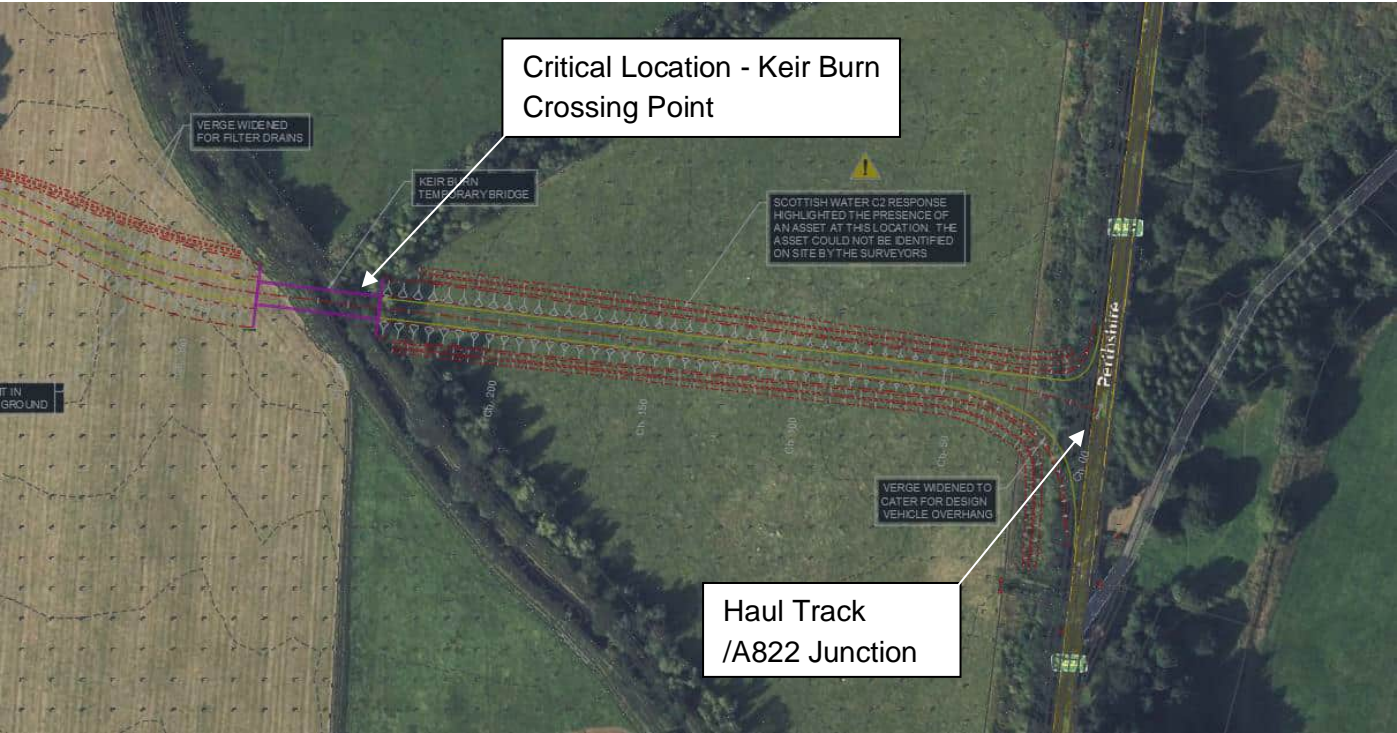 Critical Location - Keir Burn
Crossing Point
VERGE WIDENED
FOR FILTER DRAINS
KEIR BURN
TEMPORARY BRIDGE
!
SCOTTISH WATER C2 RESPONSE
HIGHLIGHTED THE PRESENCE OF
AN ASSET AT THIS LOCATION. THE
ASSET COULD NOT BE IDENTIFIED
ON SITE BY THE SURVEYORS
Perthshire
T IN
GROUND
Ch. 200
Ch. 150
Ch. 100
Ch. 50
Ch. 00
VERGE WIDENED TO
CATER FOR DESIGN
VEHICLE OVERHANG
Haul Track
/A822 Junction